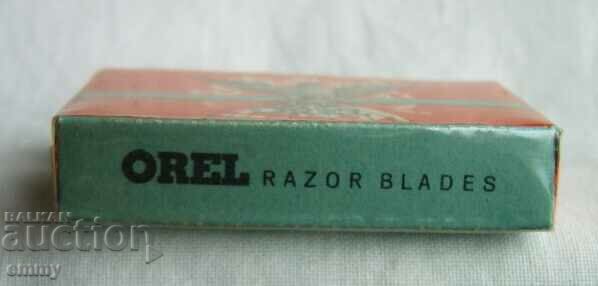 OREL RAZOR BLADES
BALKAN
auction
emmy